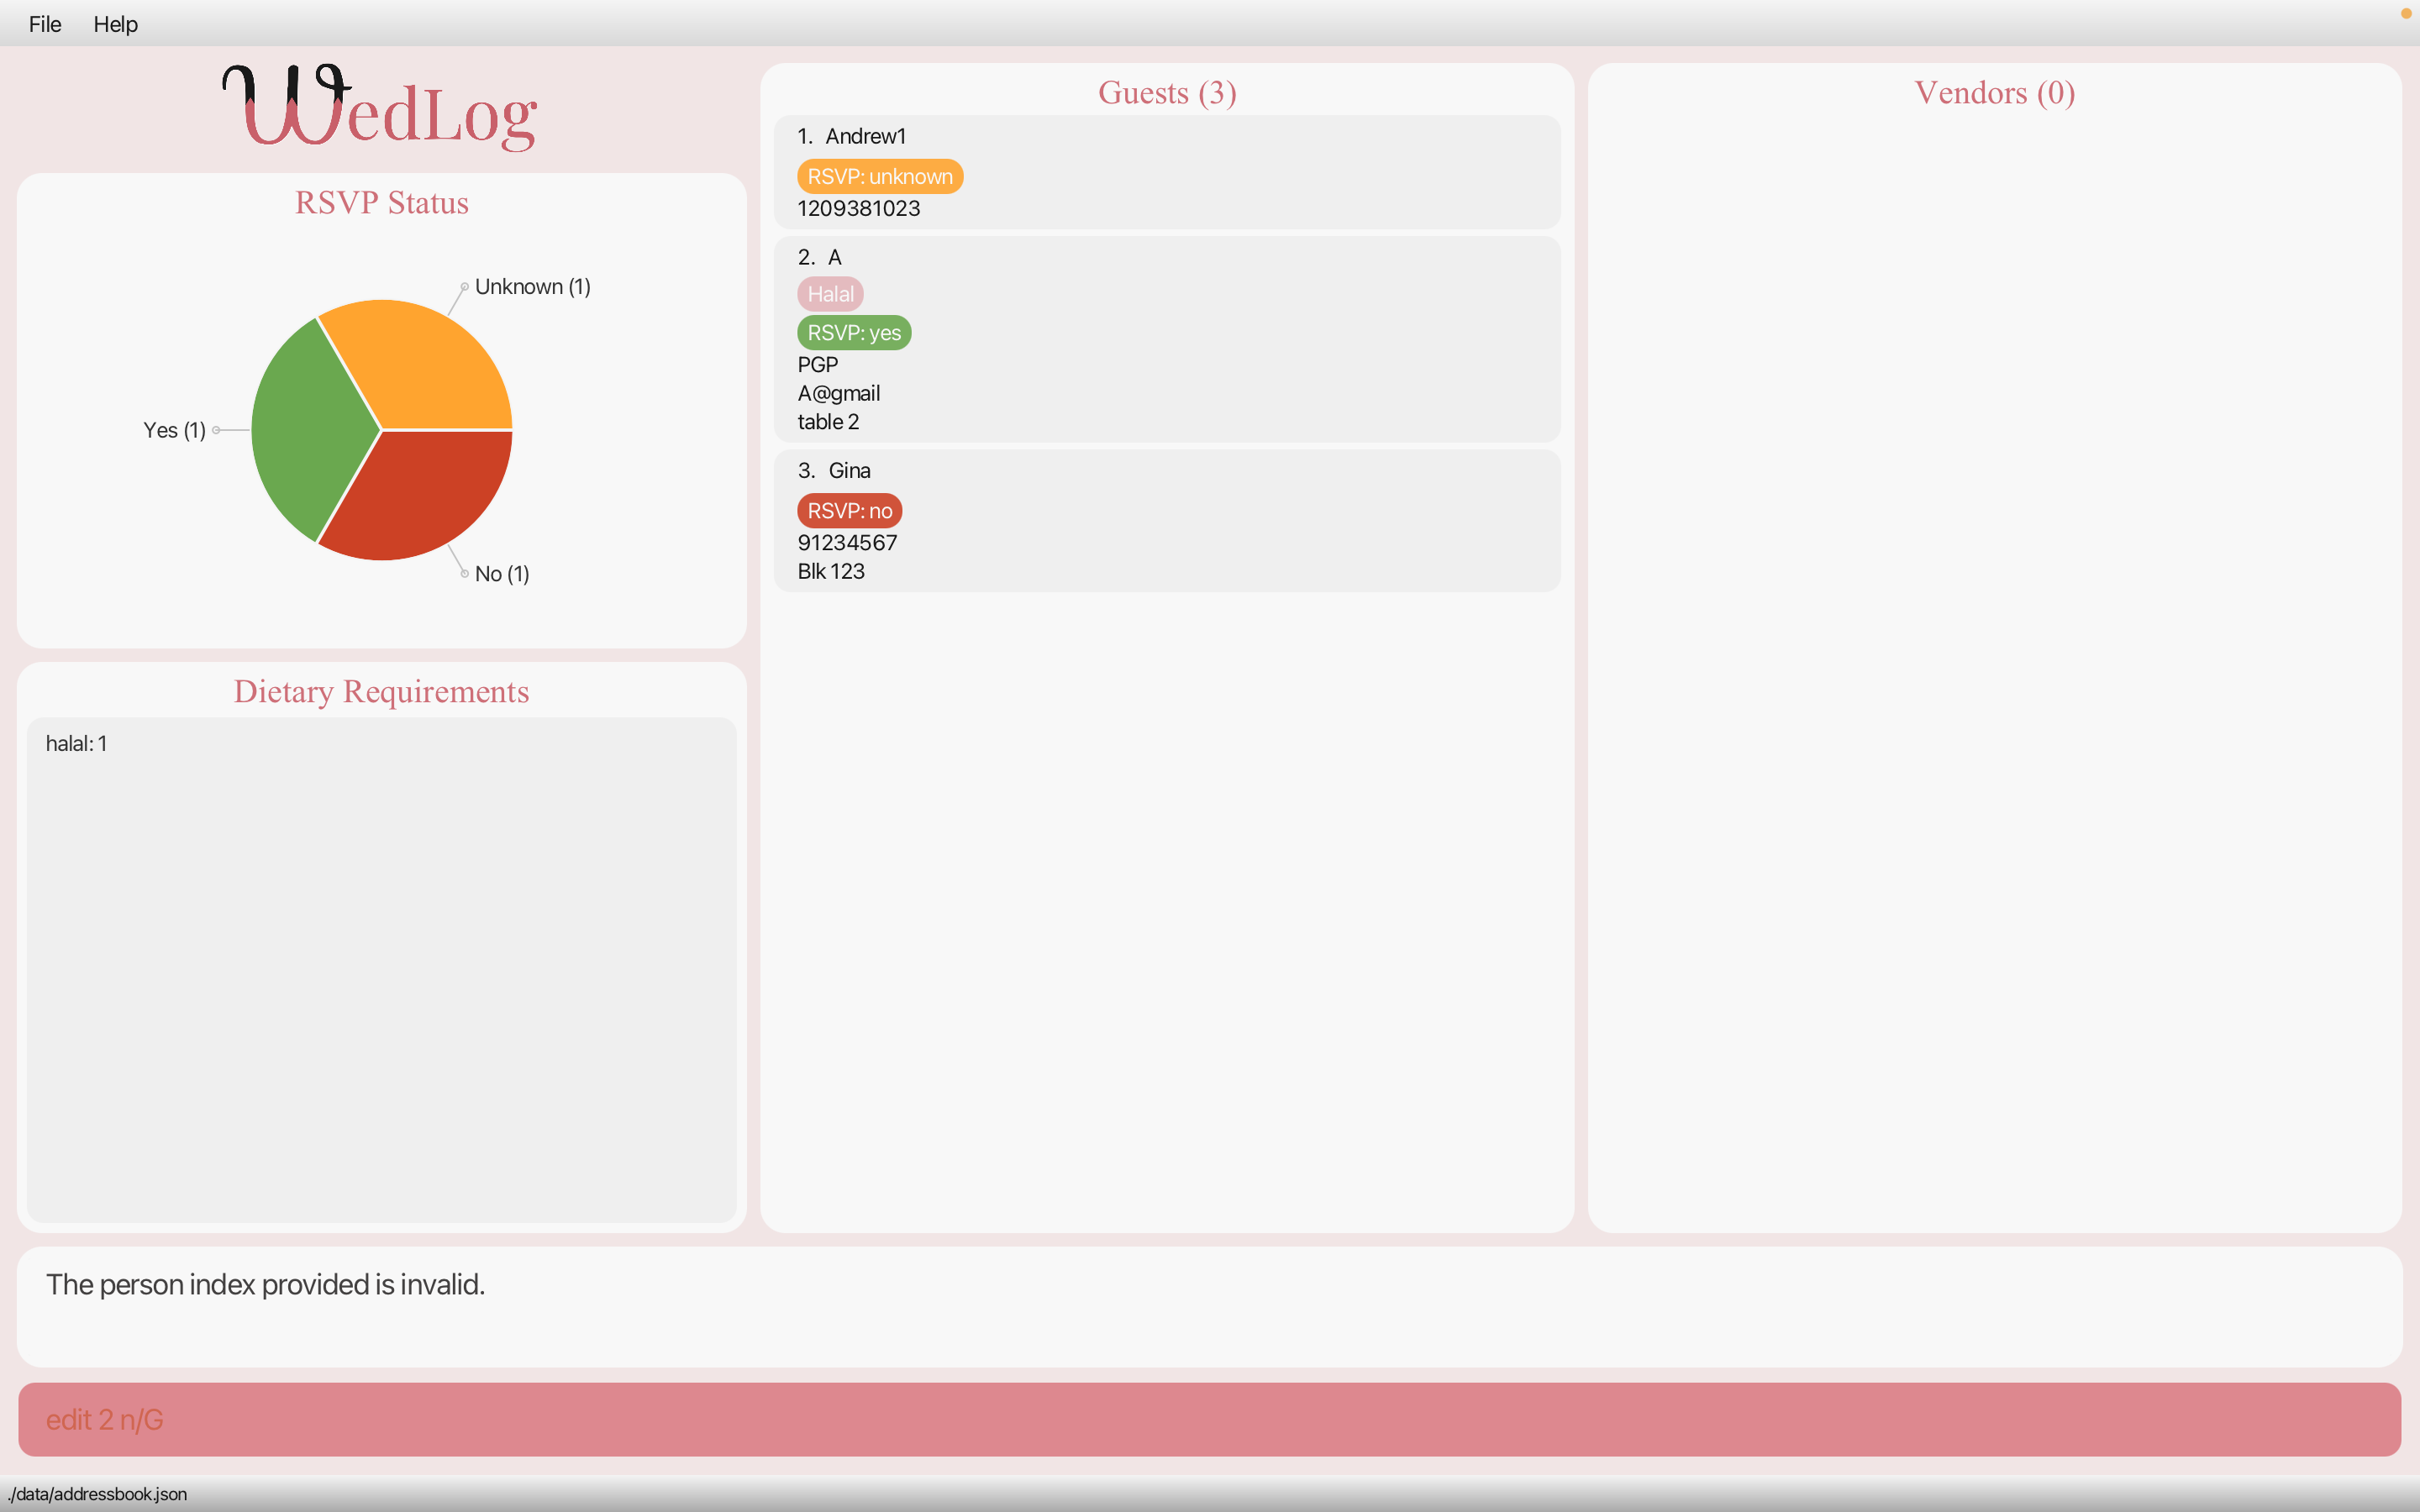 File Help
WedLog
RSVP Status
Unknown (1)
Yes (1)
No (1)
Dietary Requirements
halal: 1
Guests (3)
1. Andrew1
RSVP: unknown
1209381023
2. A
Halal
RSVP: yes
PGP
A@gmail
table 2
3. Gina
RSVP: no
91234567
Blk 123
Vendors (0)
The person index provided is invalid.
edit 2 n/G
./data/addressbook.json